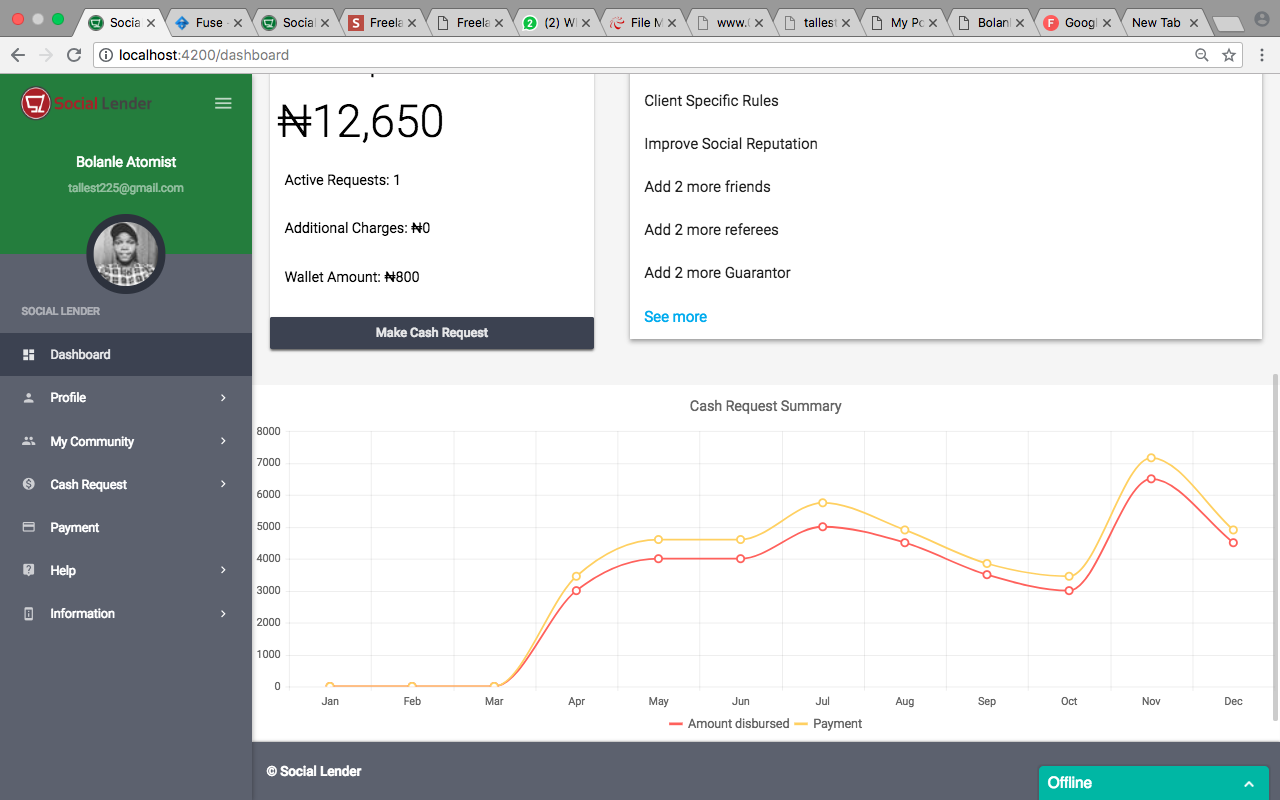 Socia
Fuse -
Social
Freela
Freela
(2) Wh
File M
www.
tallest
My Po
Bolanl
Googl
New Tab
localhost:4200/dashboard
Social Lender
Bolanle Atomist
tallest225@gmail.com
SOCIAL LENDER
Dashboard
Profile
My Community
Cash Request
Payment
Help
Information
₦12,650
Active Requests: 1
Additional Charges: ₦0
Wallet Amount: ₦800
Make Cash Request
Client Specific Rules
Improve Social Reputation
Add 2 more friends
Add 2 more referees
Add 2 more Guarantor
See more
Cash Request Summary
8000
7000
6000
5000
4000
3000
2000
1000
0
Jan Feb Mar Apr May Jun Jul Aug Sep Oct Nov Dec
Amount disbursed Payment
© Social Lender
Offline